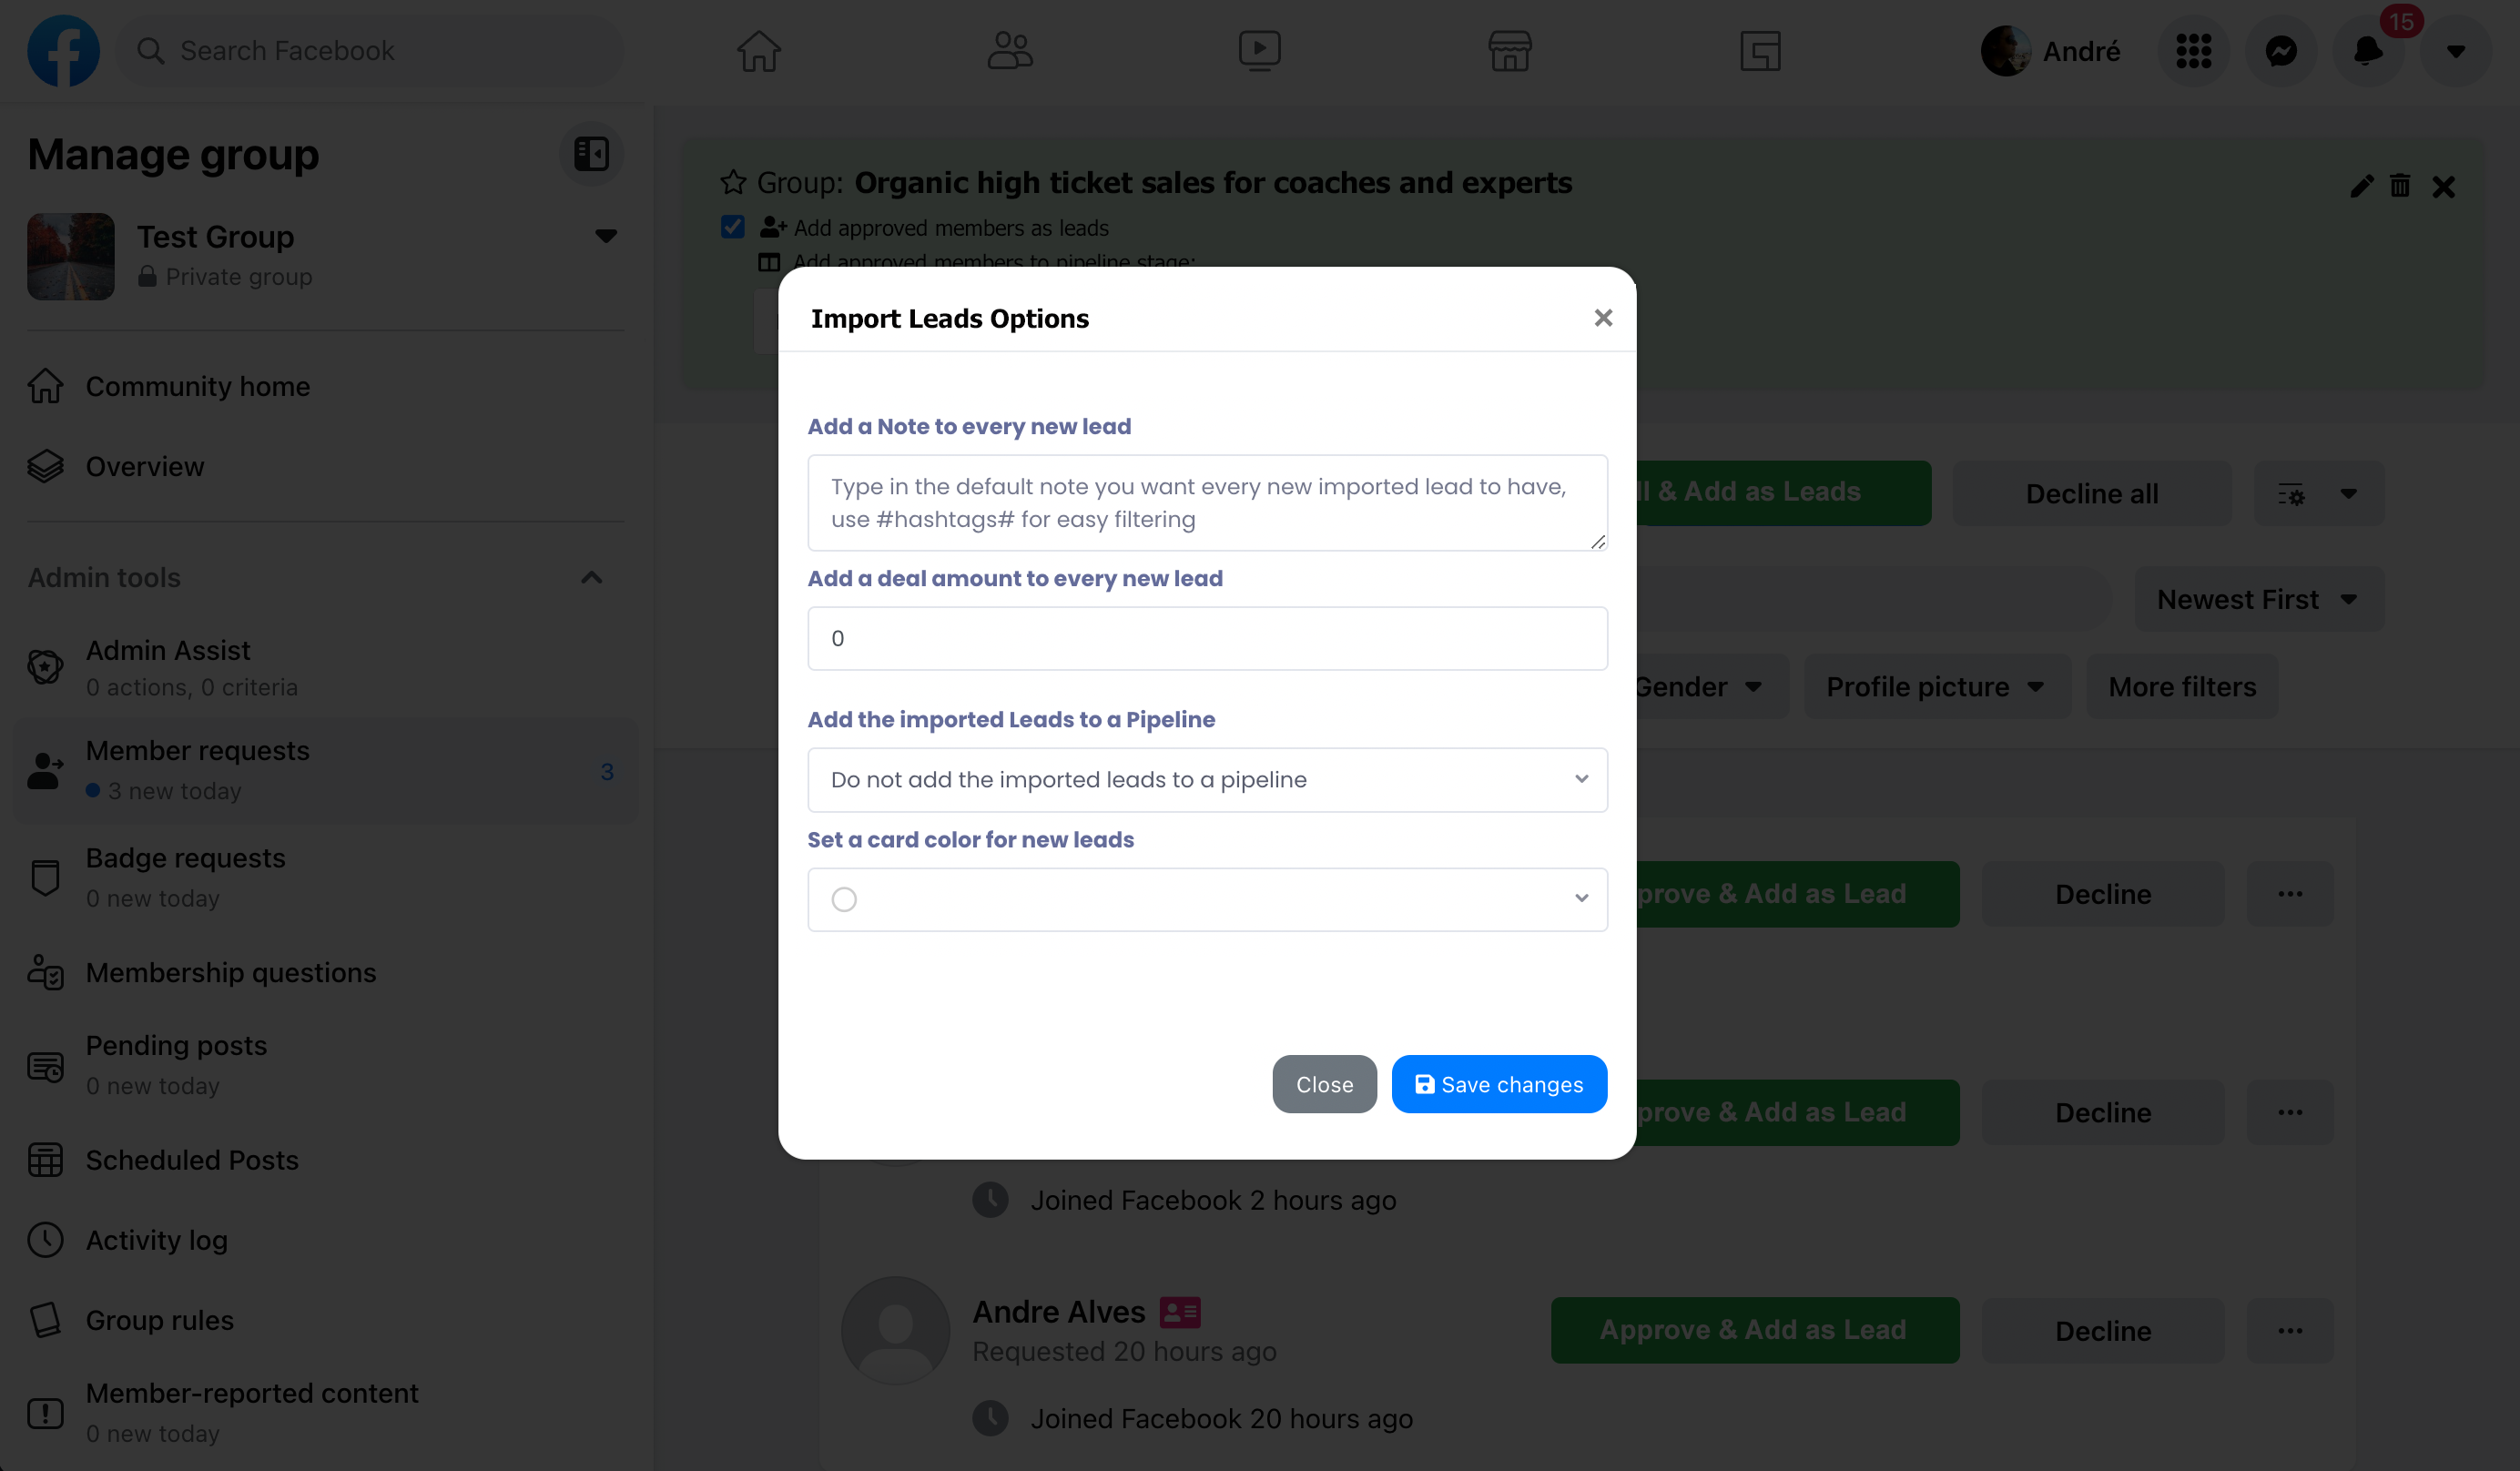 Search Facebook
André
15
Manage group
Test Group
Private group
Community home
Overview
Admin tools
Admin Assist
0 actions, 0 criteria
Member requests
3 new today
3
Badge requests
0 new today
Membership questions
Pending posts
0 new today
Scheduled Posts
Activity log
Group rules
Member-reported content
0 new today
Group: Organic high ticket sales for coaches and experts
Add approved members as leads
Add approved members to pipeline stage:
Import Leads Options
×
Add a Note to every new lead
Type in the default note you want every new imported lead to have,
use #hashtags# for easy filtering
Add a deal amount to every new lead
0
Add the imported Leads to a Pipeline
Do not add the imported leads to a pipeline
Set a card color for new leads
Close
Save changes
& Add as Leads
Decline all
Newest First
Gender
Profile picture
More filters
& Add as Lead
Decline
& Add as Lead
Decline
Joined Facebook 2 hours ago
Andre Alves
Requested 20 hours ago
Approve & Add as Lead
Decline
Joined Facebook 20 hours ago